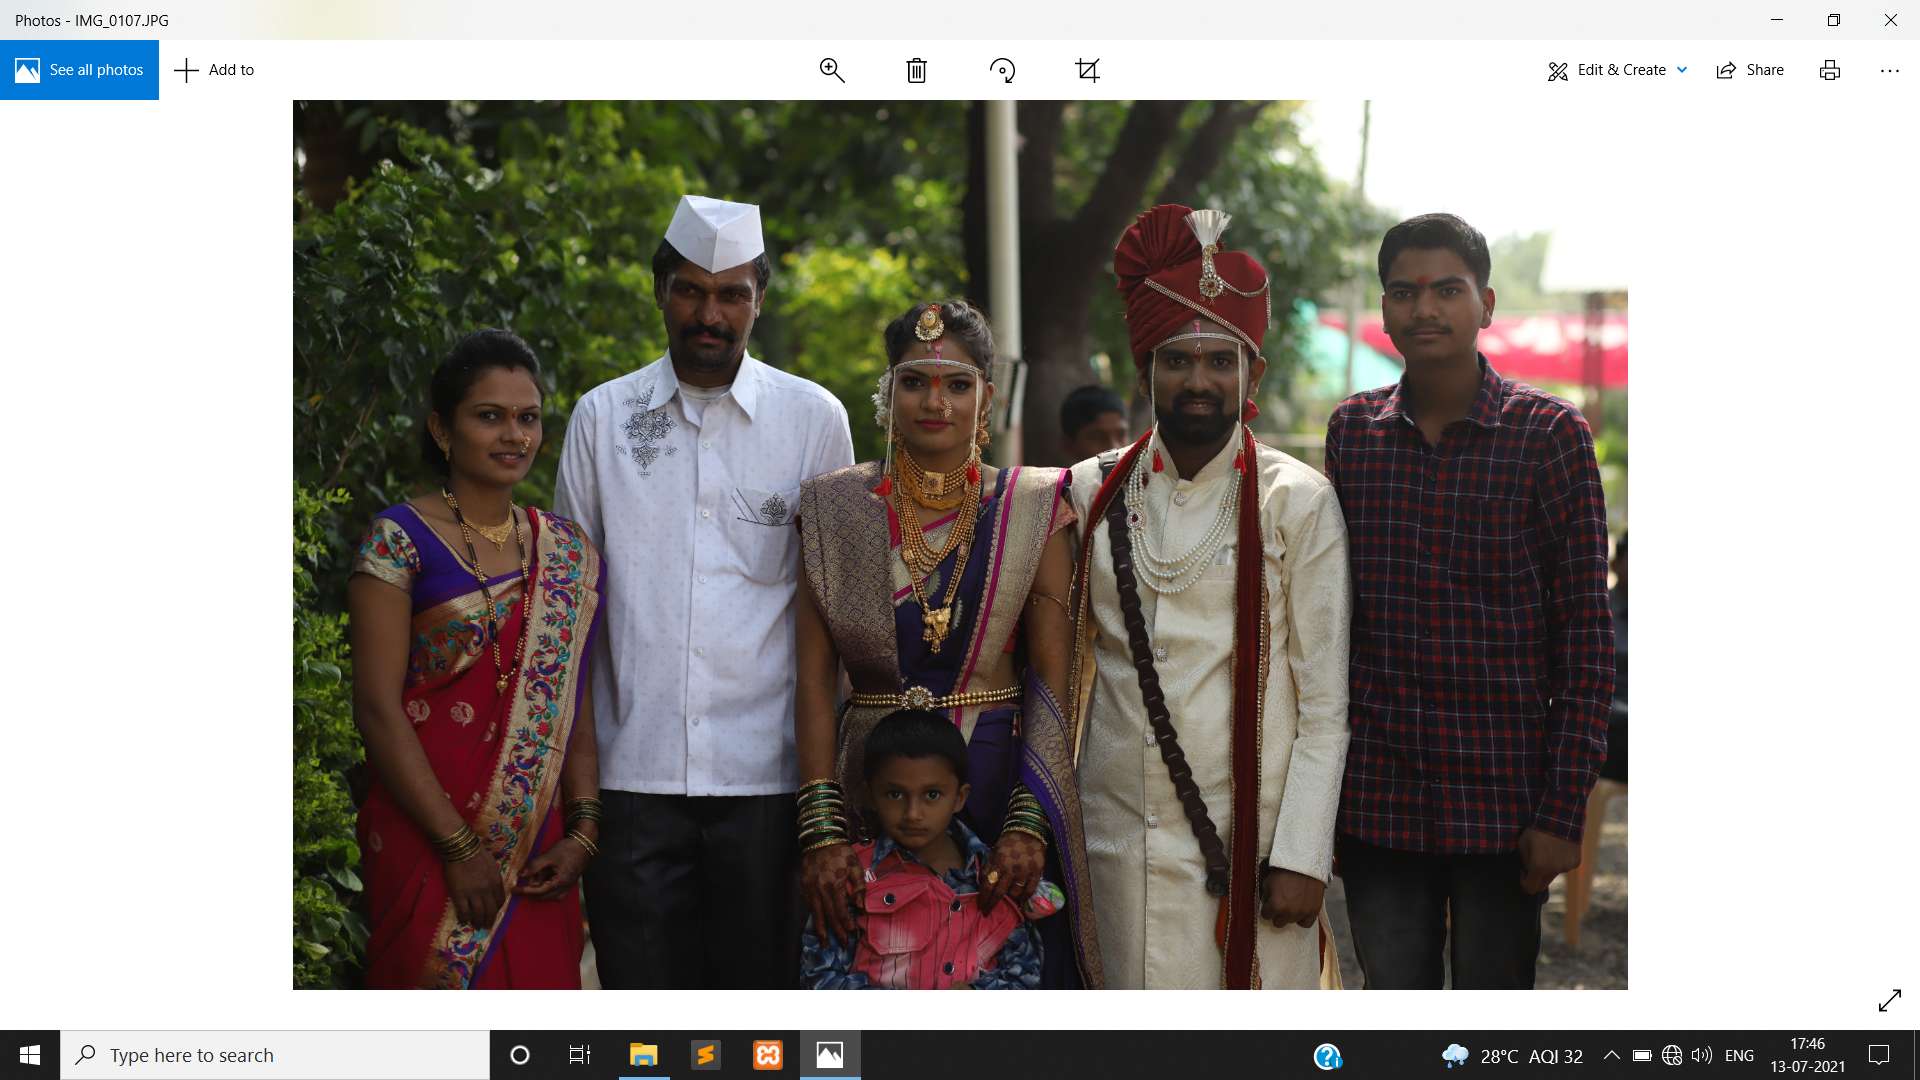 Photos - IMG_0107.JPG
See all photos
Add to
Edit & Create
Share
Type here to search
28°C AQI 32
ENG
17:46
13-07-2021